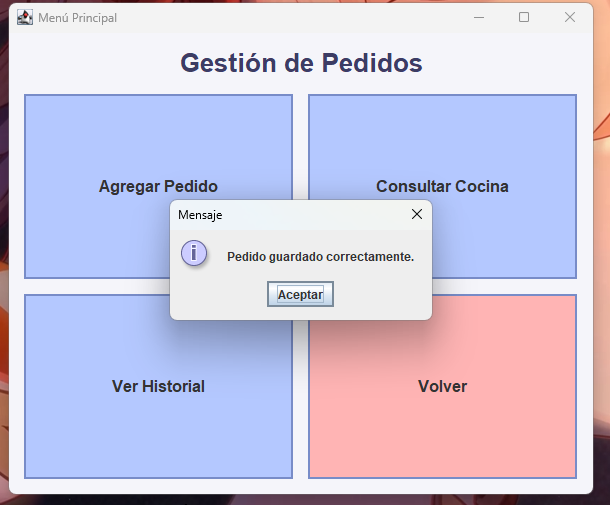 Menú Principal
Gestión de Pedidos
Agregar Pedido
Consultar Cocina
Mensaje
i
Pedido guardado correctamente.
Aceptar
Ver Historial
Volver